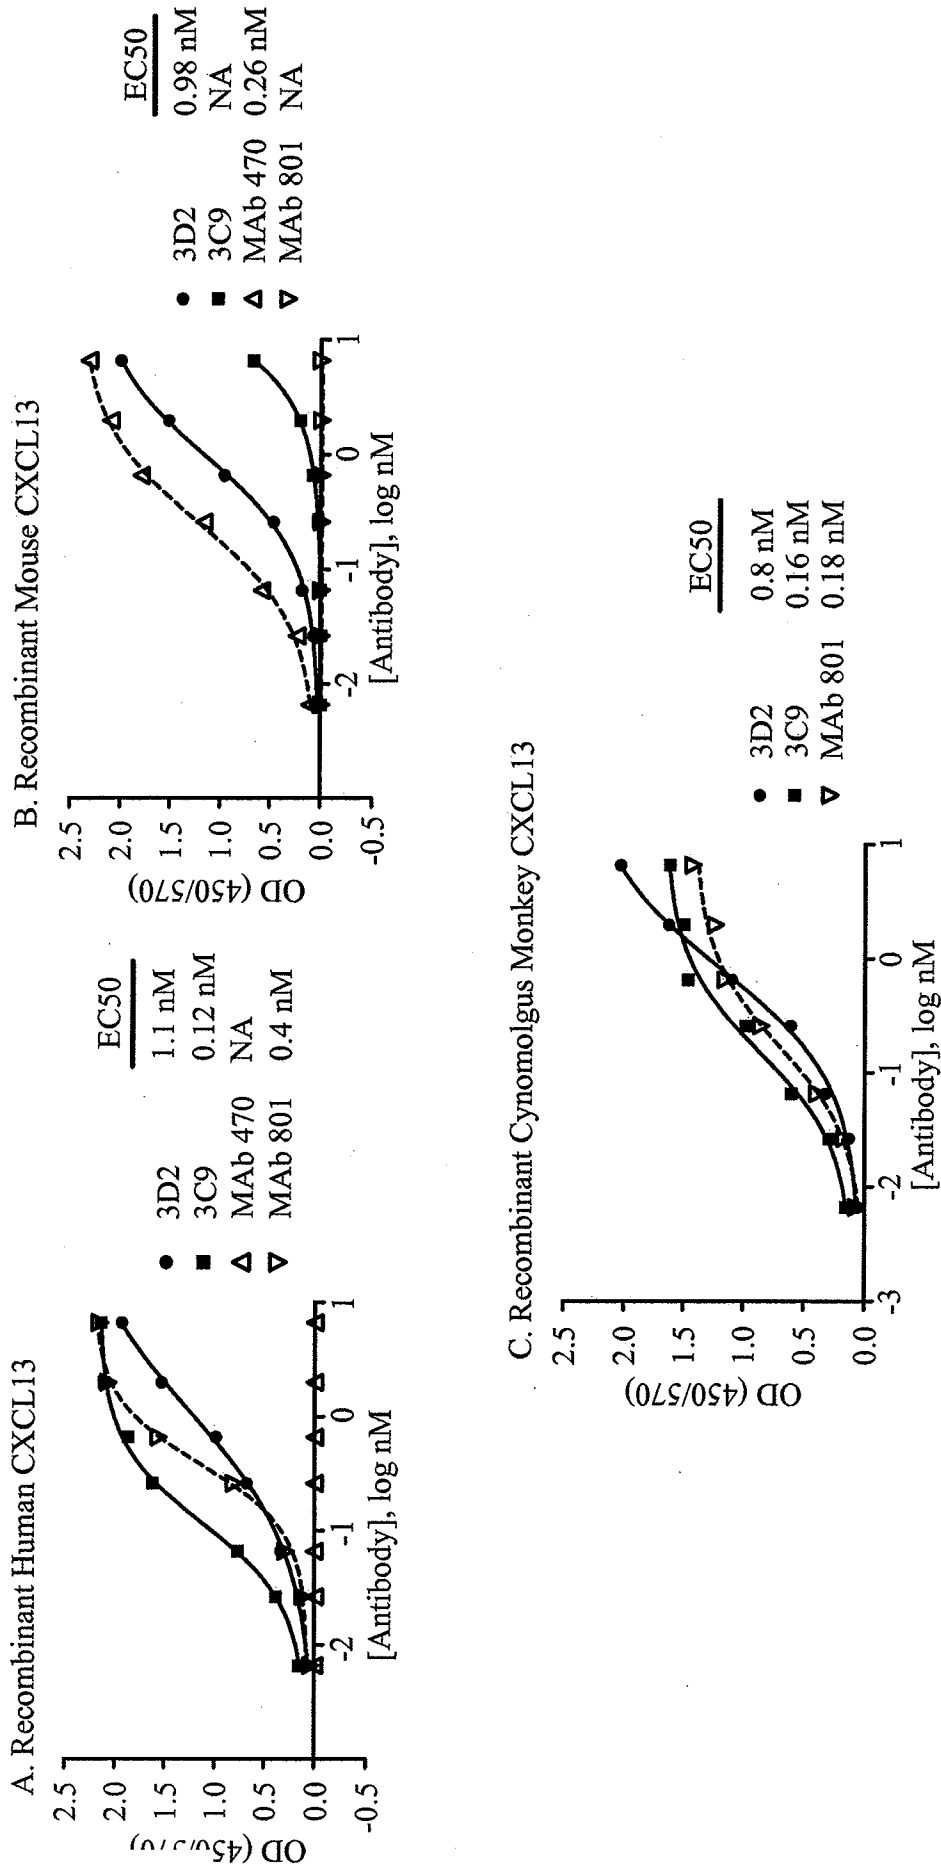 A. Recombinant Human CXCL13
OD (450/570)
2.5
2.0
1.5
1.0
0.5
0.0
-0.5
-2
-1
0
1
[Antibody], log nM
EC50
3D2 1.1 nM
3C9 0.12 nM
MAb 470 NA
MAb 801 0.4 nM
B. Recombinant Mouse CXCL13
OD (450/570)
2.5
2.0
1.5
1.0
0.5
0.0
-0.5
-2
-1
0
1
[Antibody], log nM
EC50
3D2 0.98 nM
3C9 NA
MAb 470 0.26 nM
MAb 801 NA
C. Recombinant Cynomolgus Monkey CXCL13
OD (450/570)
2.5
2.0
1.5
1.0
0.5
0.0
-3
-2
-1
0
1
[Antibody], log nM
EC50
3D2 0.8 nM
3C9 0.16 nM
MAb 801 0.18 nM